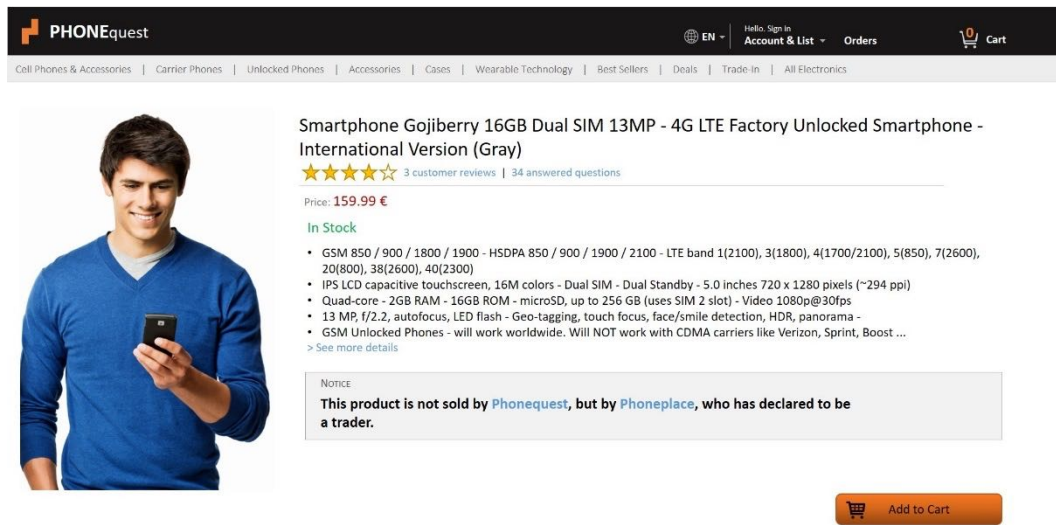 PHONEquest
EN
Hello. Sign in
Account & List
Orders
0
Cart
Cell Phones & Accessories | Carrier Phones | Unlocked Phones | Accessories | Cases | Wearable Technology | Best Sellers | Deals | Trade-In | All Electronics
Smartphone Gojiberry 16GB Dual SIM 13MP - 4G LTE Factory Unlocked Smartphone -
International Version (Gray)
3 customer reviews | 34 answered questions
Price: 159.99 €
In Stock
• GSM 850 / 900 / 1800 / 1900 - HSDPA 850 / 900 / 1900 / 2100 - LTE band 1(2100), 3(1800), 4(1700/2100), 5(850), 7(2600),
20(800), 38(2600), 40(2300)
• IPS LCD capacitive touchscreen, 16M colors - Dual SIM - Dual Standby - 5.0 inches 720 x 1280 pixels (~294 ppi)
• Quad-core - 2GB RAM - 16GB ROM - microSD, up to 256 GB (uses SIM 2 slot) - Video 1080p@30fps
• 13 MP, f/2.2, autofocus, LED flash - Geo-tagging, touch focus, face/smile detection, HDR, panorama -
• GSM Unlocked Phones - will work worldwide. Will NOT work with CDMA carriers like Verizon, Sprint, Boost ...
> See more details
NOTICE
This product is not sold by Phonequest, but by Phoneplace, who has declared to be
a trader.
Add to Cart